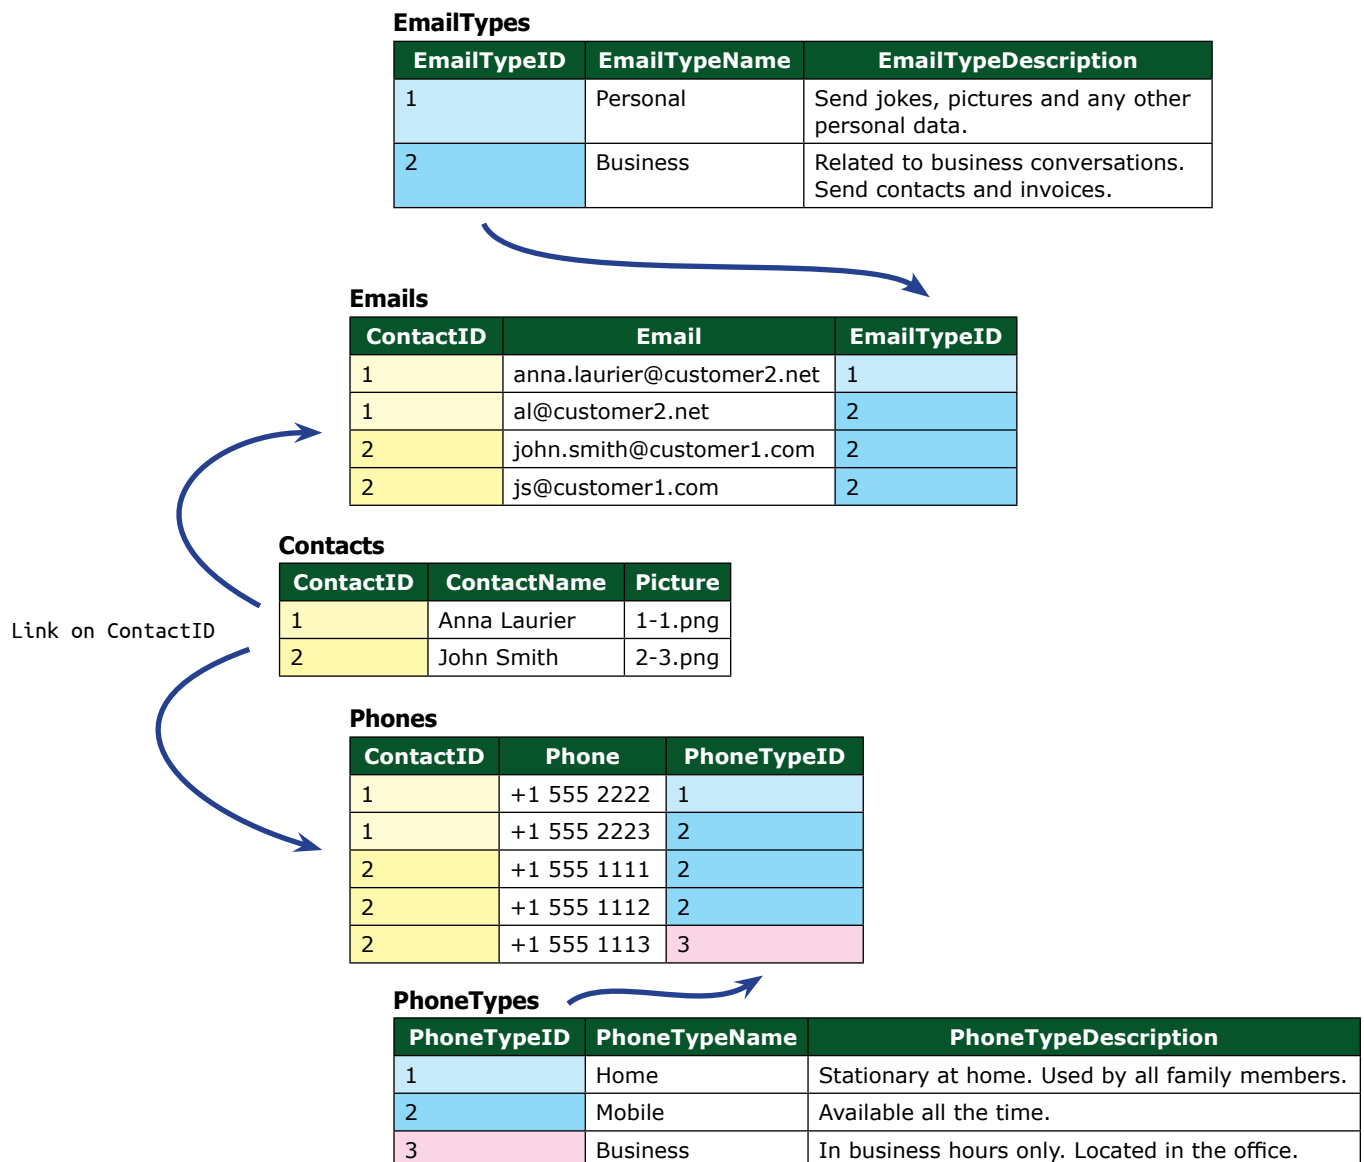 EmailTypes
EmailTypeID EmailTypeName EmailTypeDescription
1 Personal Send jokes, pictures and any other
personal data.
2 Business Related to business conversations.
Send contacts and invoices.
Emails
ContactID Email EmailTypeID
1 anna.laurier@customer2.net 1
1 al@customer2.net 2
2 john.smith@customer1.com 2
2 js@customer1.com 2
Contacts
ContactID ContactName Picture
1 Anna Laurier 1-1.png
Link on ContactID
2 John Smith 2-3.png
Phones
ContactID Phone PhoneTypeID
1 +1 555 2222 1
1 +1 555 2223 2
2 +1 555 1111 2
2 +1 555 1112 2
2 +1 555 1113 3
PhoneTypes
PhoneTypeID PhoneTypeName PhoneTypeDescription
1 Home Stationary at home. Used by all family members.
2 Mobile Available all the time.
3 Business In business hours only. Located in the office.